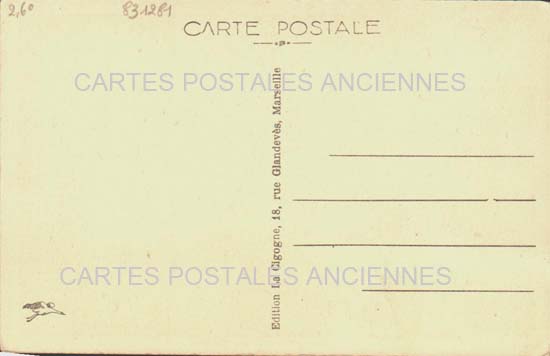 2,60 831281
CARTE POSTALE
CARTES POSTALES ANCIENNES
Edition La Cigogne, 18, rue Glandevès, Marseille
CARTES POSTALES ANCIENNES